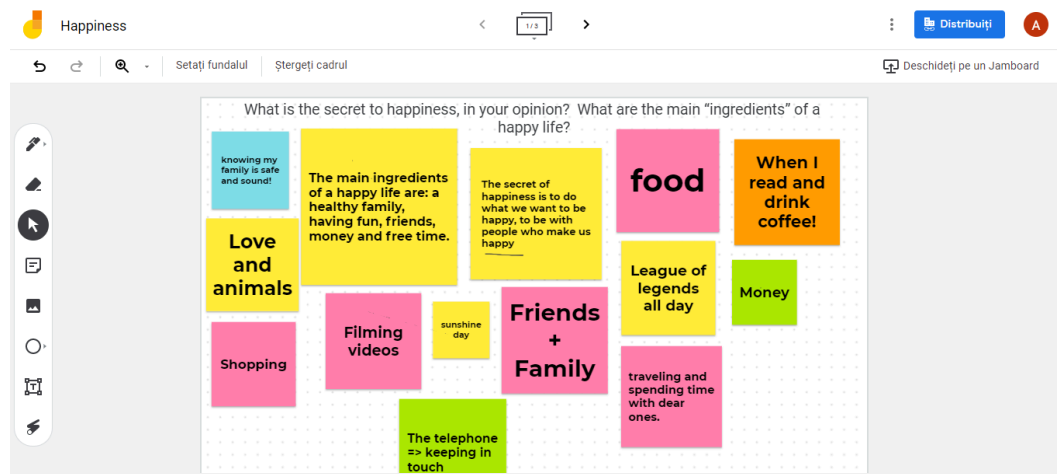 Happiness
1/3
Distribuiți
A
Setați fundalul
Ștergeți cadrul
Deschideți pe un Jamboard
What is the secret to happiness, in your opinion?  What are the main “ingredients” of a
happy life?
knowing my
family is safe
and sound!
The main ingredients
of a happy life are: a
healthy family,
having fun, friends,
money and free time.
The secret of
happiness is to do
what we want to be
happy, to be with
people who make us
happy
food
When I
read and
drink
coffee!
Love
and
animals
League of
legends
all day
Money
Filming
videos
sunshine
day
Friends
+
Family
Shopping
traveling and
spending time
with dear
ones.
The telephone
=> keeping in
touch